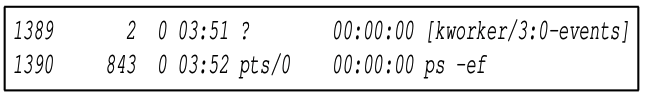 1389 2 0 03:51 ? 00:00:00 [kworker/3:0-events]
1390 843 0 03:52 pts/0 00:00:00 ps -ef